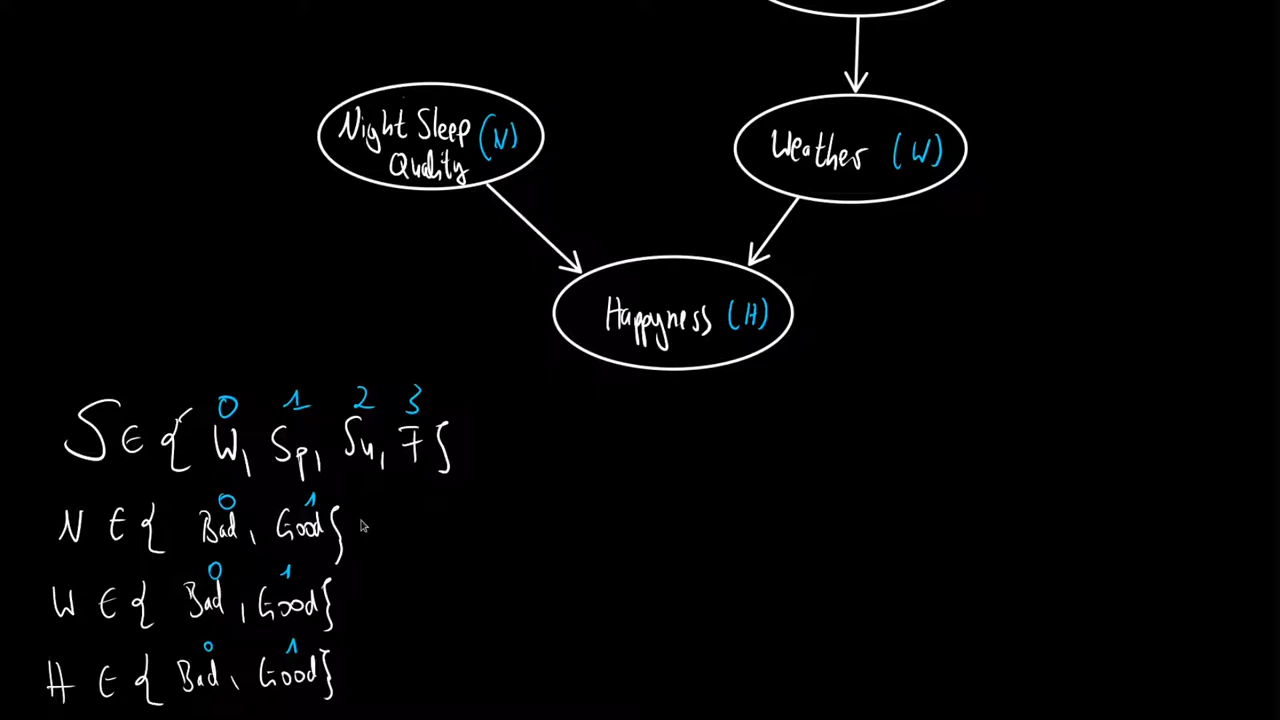 Night Sleep (N)
Quality
Weather (W)
Happyness (H)
0 1 2 3
S ∈ { W, Sp, Su, F }
0 1
N ∈ { Bad, Good }
0 1
W ∈ { Bad, Good }
0 1
H ∈ { Bad, Good }